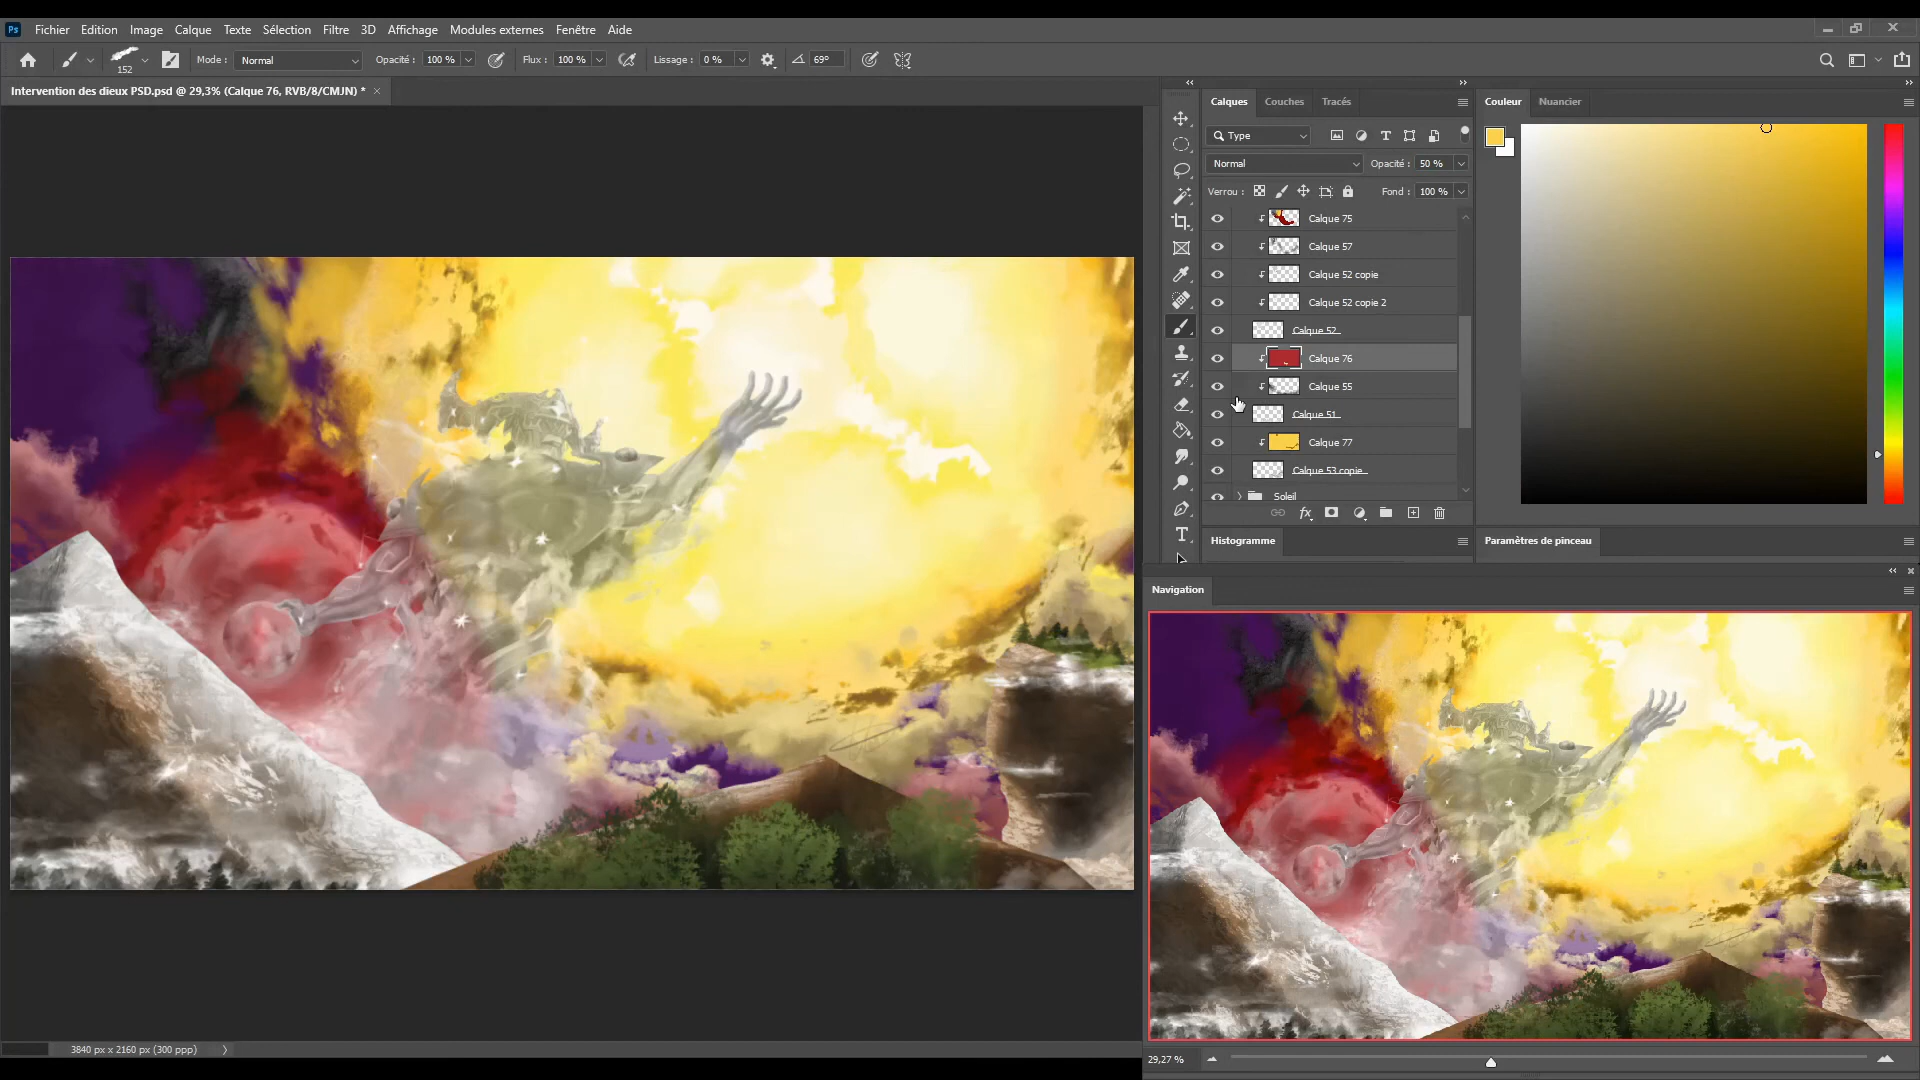 Ps Fichier Edition Image Calque Texte Sélection Filtre 3D Affichage Modules externes Fenêtre Aide
152 Mode : Normal Opacité : 100 % Flux : 100 % Lissage : 0 % 69°
Intervention des dieux PSD.psd @ 29,3% (Calque 76, RVB/8/CMJN) *
Calques Couches Tracés
Couleur Nuancier
Type
Normal Opacité : 50 %
Verrou : Fond : 100 %
Calque 75
Calque 57
Calque 52 copie
Calque 52 copie 2
Calque 52
Calque 76
Calque 55
Calque 51
Calque 77
Calque 53 copie
Soleil
fx
Histogramme
Paramètres de pinceau
Navigation
3840 px x 2160 px (300 ppp)
29,27 %